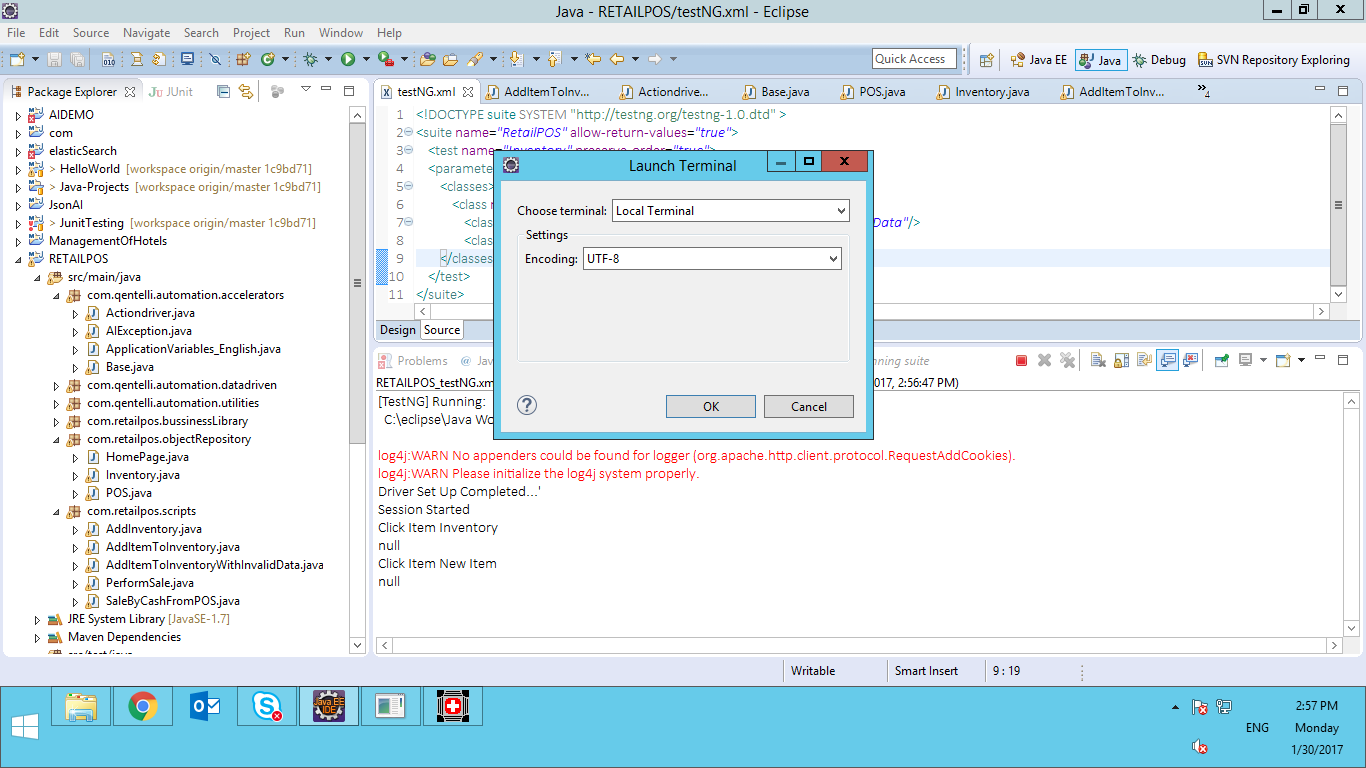 Java - RETAILPOS/testNG.xml - Eclipse
File Edit Source Navigate Search Project Run Window Help
Quick Access
Java EE
Java
Debug
SVN Repository Exploring
Package Explorer
JUnit
AIDEMO
com
elasticSearch
> HelloWorld [workspace origin/master 1c9bd71]
> Java-Projects [workspace origin/master 1c9bd71]
JsonAI
> JunitTesting [workspace origin/master 1c9bd71]
ManagementOfHotels
RETAILPOS
src/main/java
com.qentelli.automation.accelerators
Actiondriver.java
AIException.java
ApplicationVariables_English.java
Base.java
com.qentelli.automation.datadriven
com.qentelli.automation.utilities
com.retailpos.bussinessLibrary
com.retailpos.objectRepository
HomePage.java
Inventory.java
POS.java
com.retailpos.scripts
AddInventory.java
AddItemToInventory.java
AddItemToInventoryWithInvalidData.java
PerformSale.java
SaleByCashFromPOS.java
JRE System Library [JavaSE-1.7]
Maven Dependencies
src/test/java
testNG.xml
AddItemToInv...
Actiondrive...
Base.java
POS.java
Inventory.java
AddItemToInv...
4
1 <!DOCTYPE suite SYSTEM "http://testng.org/testng-1.0.dtd" >
2 <suite name="RetailPOS" allow-return-values="true">
3 <test name="Inventory" preserve-order="true">
4 <paramete
5 <classes>
6 <class n
7 <clas Data"/>
8 <clas
9 </classes
10 </test>
11 </suite>
Design Source
Launch Terminal
Choose terminal: Local Terminal
Settings
Encoding: UTF-8
OK
Cancel
Problems
@ Jav
nning suite
RETAILPOS_testNG.xm 2017, 2:56:47 PM)
[TestNG] Running:
C:\eclipse\Java Wo
log4j:WARN No appenders could be found for logger (org.apache.http.client.protocol.RequestAddCookies).
log4j:WARN Please initialize the log4j system properly.
Driver Set Up Completed...'
Session Started
Click Item Inventory
null
Click Item New Item
null
Writable
Smart Insert
9 : 19
Java EE
IDE
ENG
2:57 PM
Monday
1/30/2017